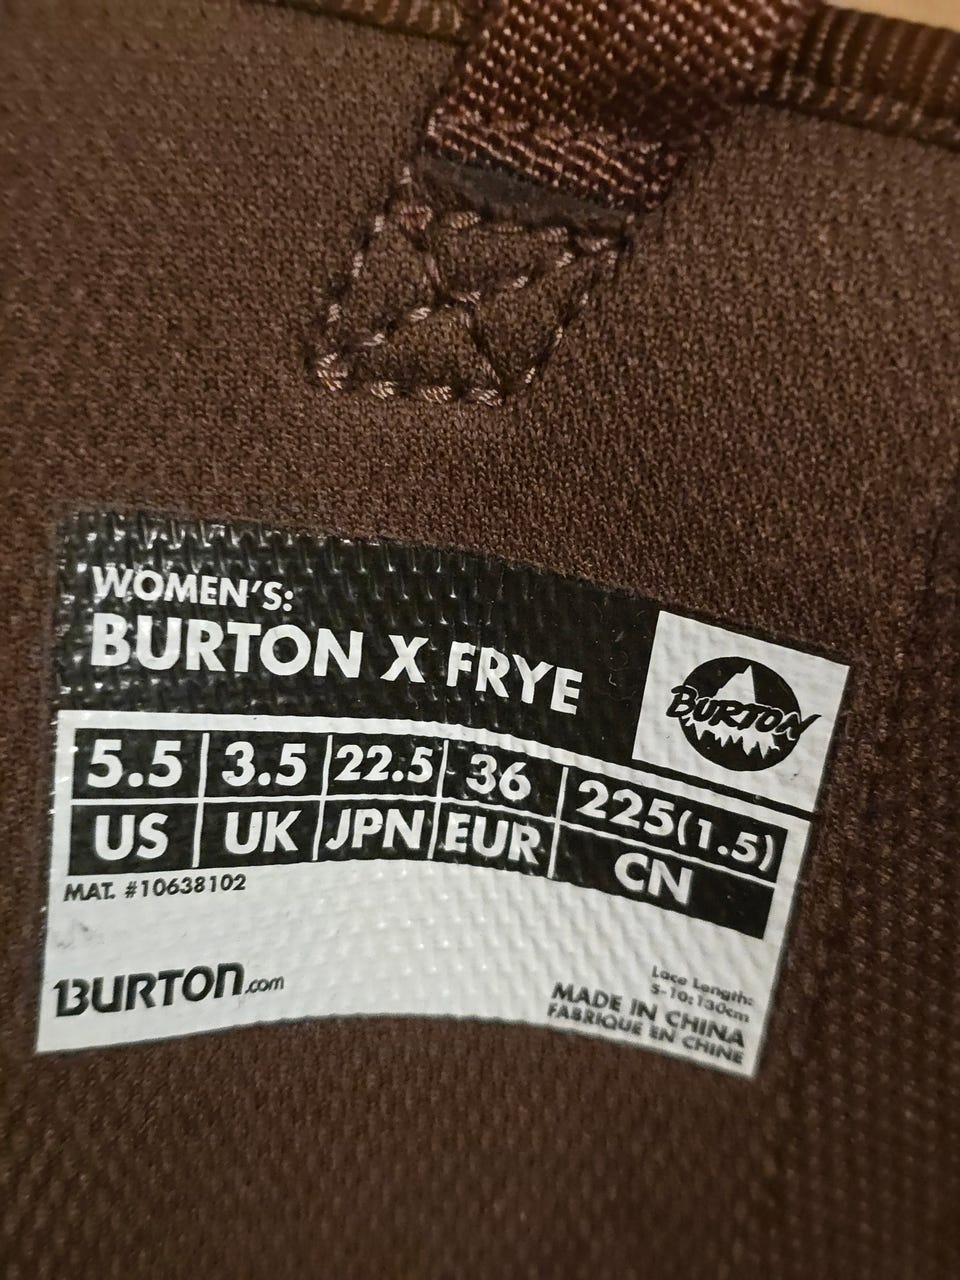 WOMEN'S:
BURTON X FRYE
BURTON
5.5 3.5 22.5 36 225(1.5)
US UK JPN EUR CN
MAT. #10638102
BURTON.com
Lace Length:
5-10:130cm
MADE IN CHINA
FABRIQUE EN CHINE